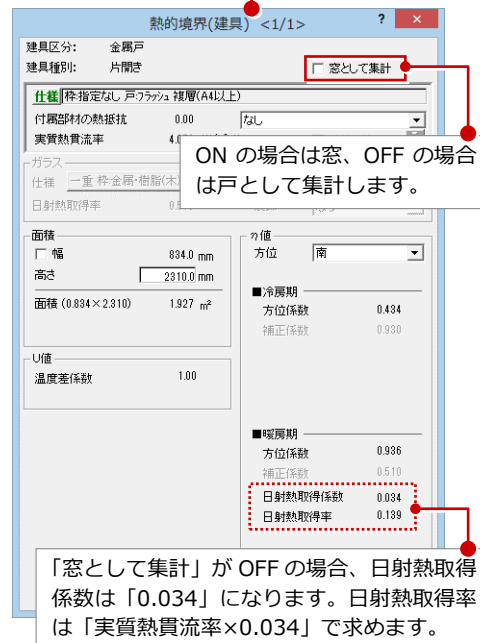 熱的境界(建具) <1/1>
? ×
建具区分: 金属戸
建具種別: 片開き
窓として集計
仕様 枠:指定なし 戸:フラッシュ 複層(A4以上)
付属部材の熱抵抗 0.00 なし
実質熱貫流率
ON の場合は窓、OFF の場合
は戸として集計します。
ガラス
仕様 一重 枠:金属・樹脂(木)
日射熱取得率
面積
幅 834.0 mm
高さ 2310.0 mm
面積 (0.834×2.310) 1.927 m²
U値
温度差係数 1.00
η値
方位 南
■冷房期
方位係数 0.434
補正係数 0.930
■暖房期
方位係数 0.936
補正係数 0.510
日射熱取得係数 0.034
日射熱取得率 0.139
「窓として集計」が OFF の場合、日射熱取得
係数は「0.034」になります。日射熱取得率
は「実質熱貫流率×0.034」で求めます。